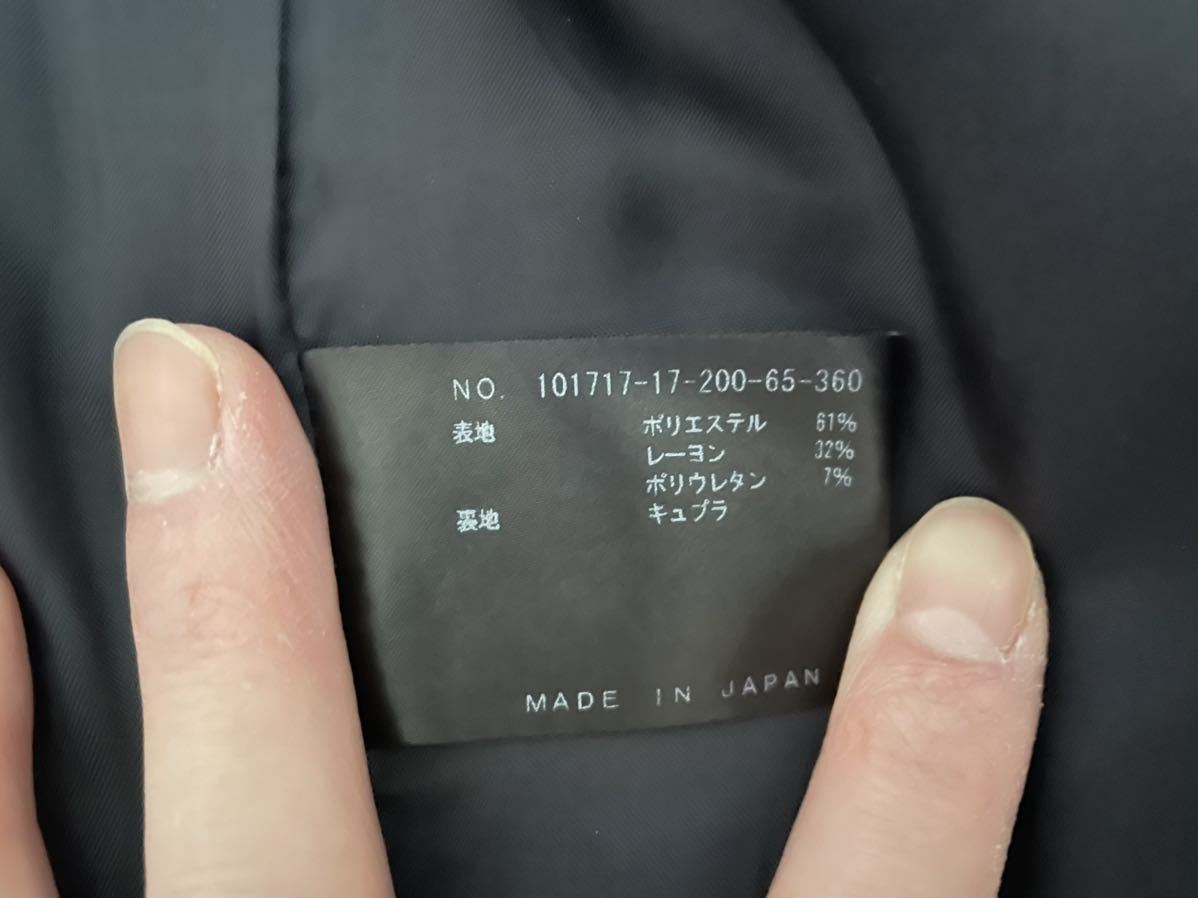 NO. 101717-17-200-65-360
表地 ポリエステル 61%
レーヨン 32%
ポリウレタン 7%
裏地 キュプラ
MADE IN JAPAN